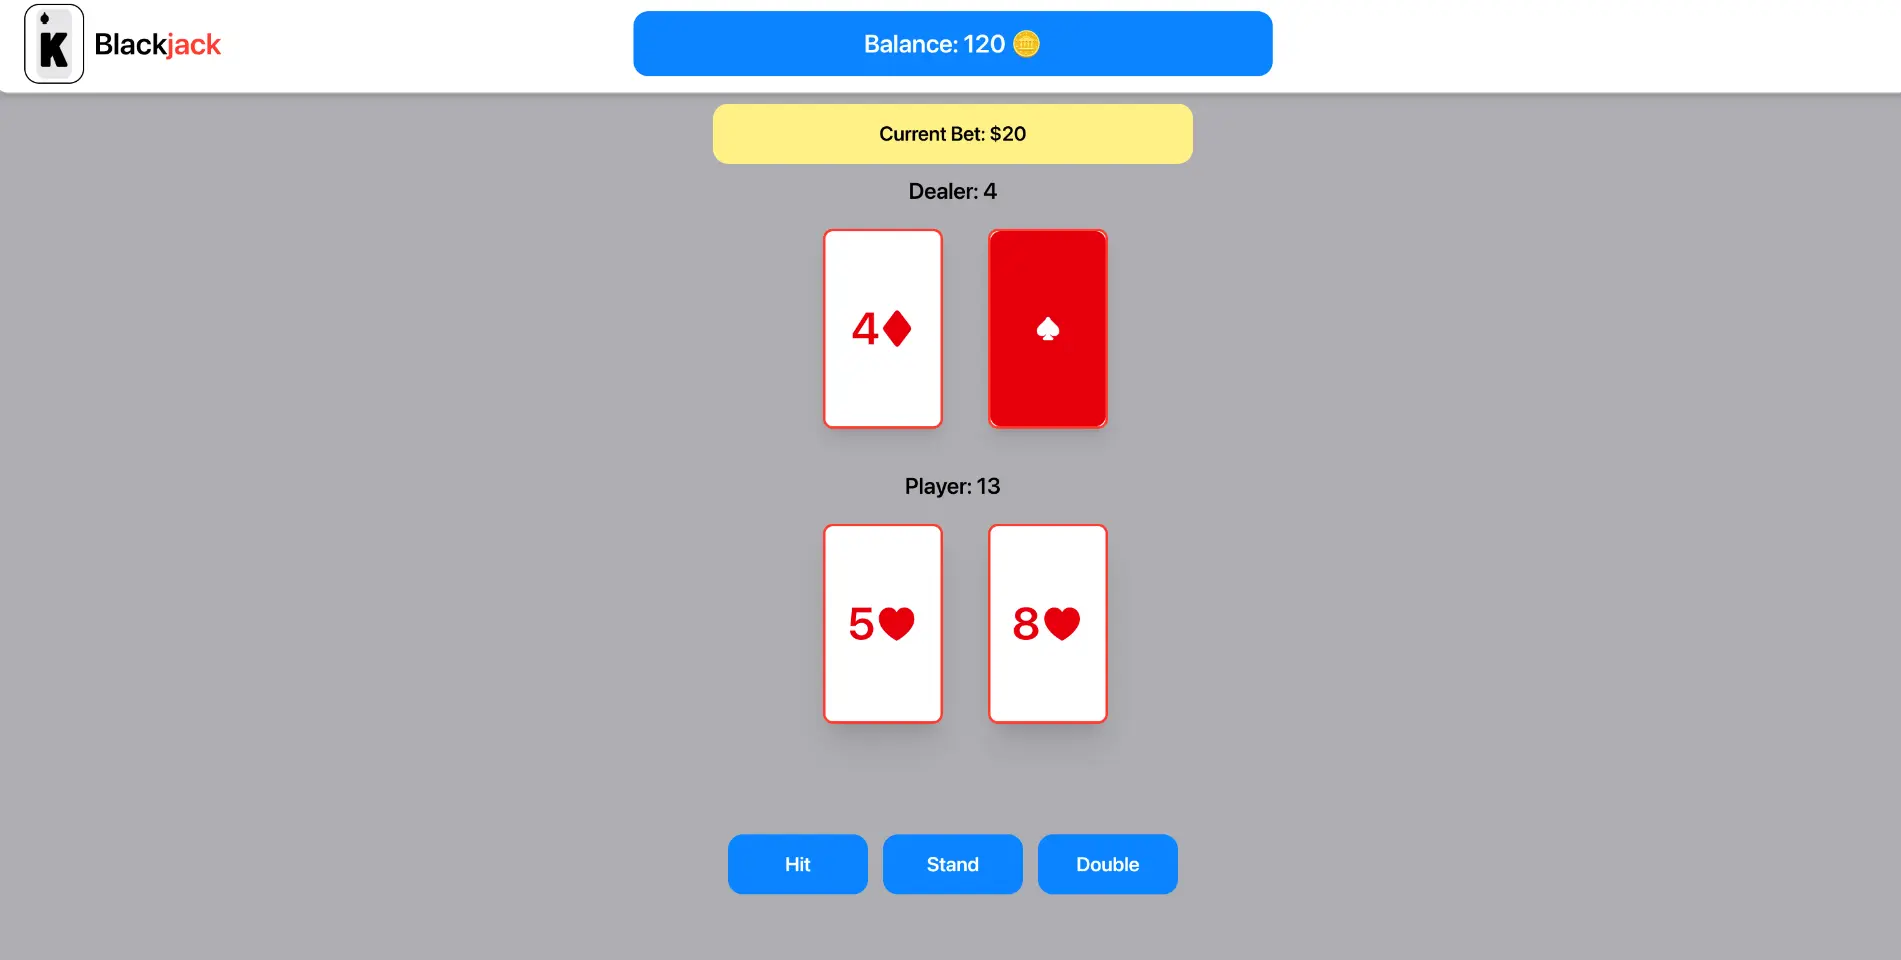 K Blackjack
Balance: 120
Current Bet: $20
Dealer: 4
4♦
♠
Player: 13
5♥ 8♥
Hit Stand Double